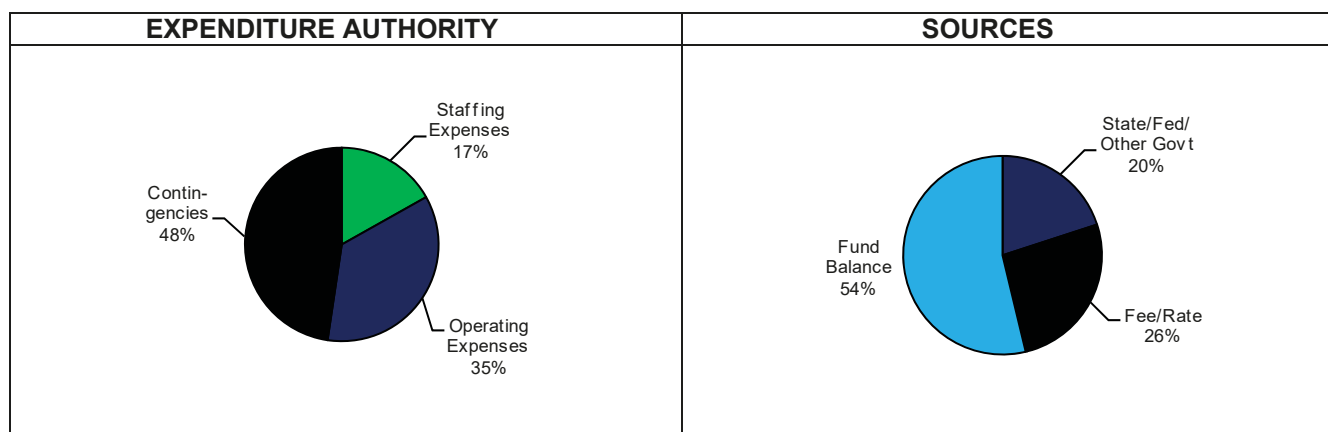 EXPENDITURE AUTHORITY
Staffing
Expenses
17%
Contin-
gencies
48%
Operating
Expenses
35%
SOURCES
State/Fed/
Other Govt
20%
Fund
Balance
54%
Fee/Rate
26%